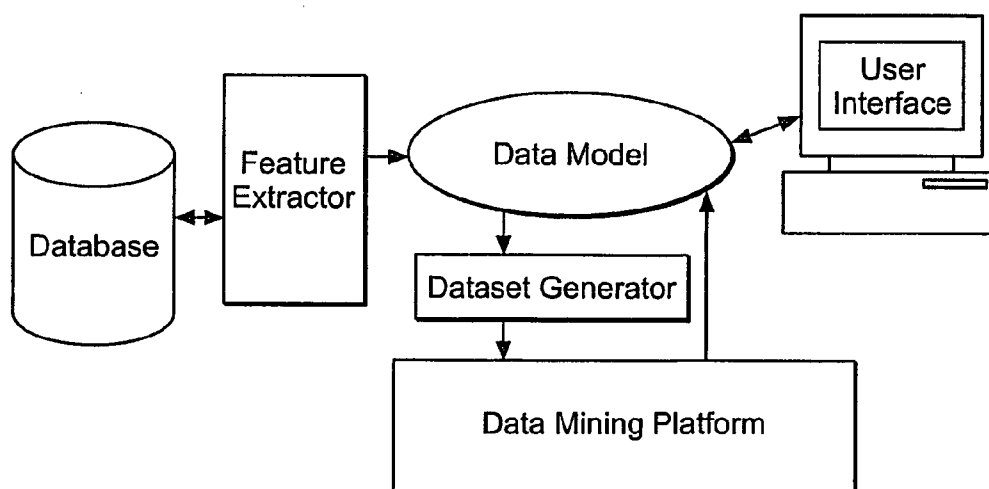 Database
Feature
Extractor
Data Model
User
Interface
Dataset Generator
Data Mining Platform